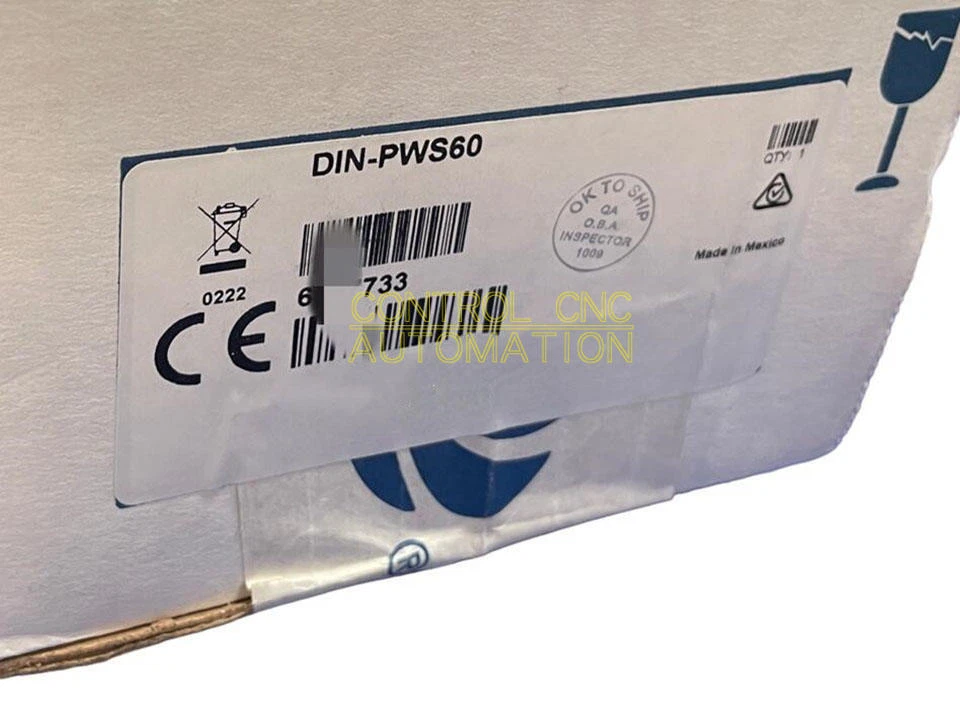 DIN-PWS60
QTY: 1
OK TO SHIP
QA
O.B.A.
INSPECTOR
1009
Made in Mexico
0222
CE
6
733
CONTROL CNC
AUTOMATION
®